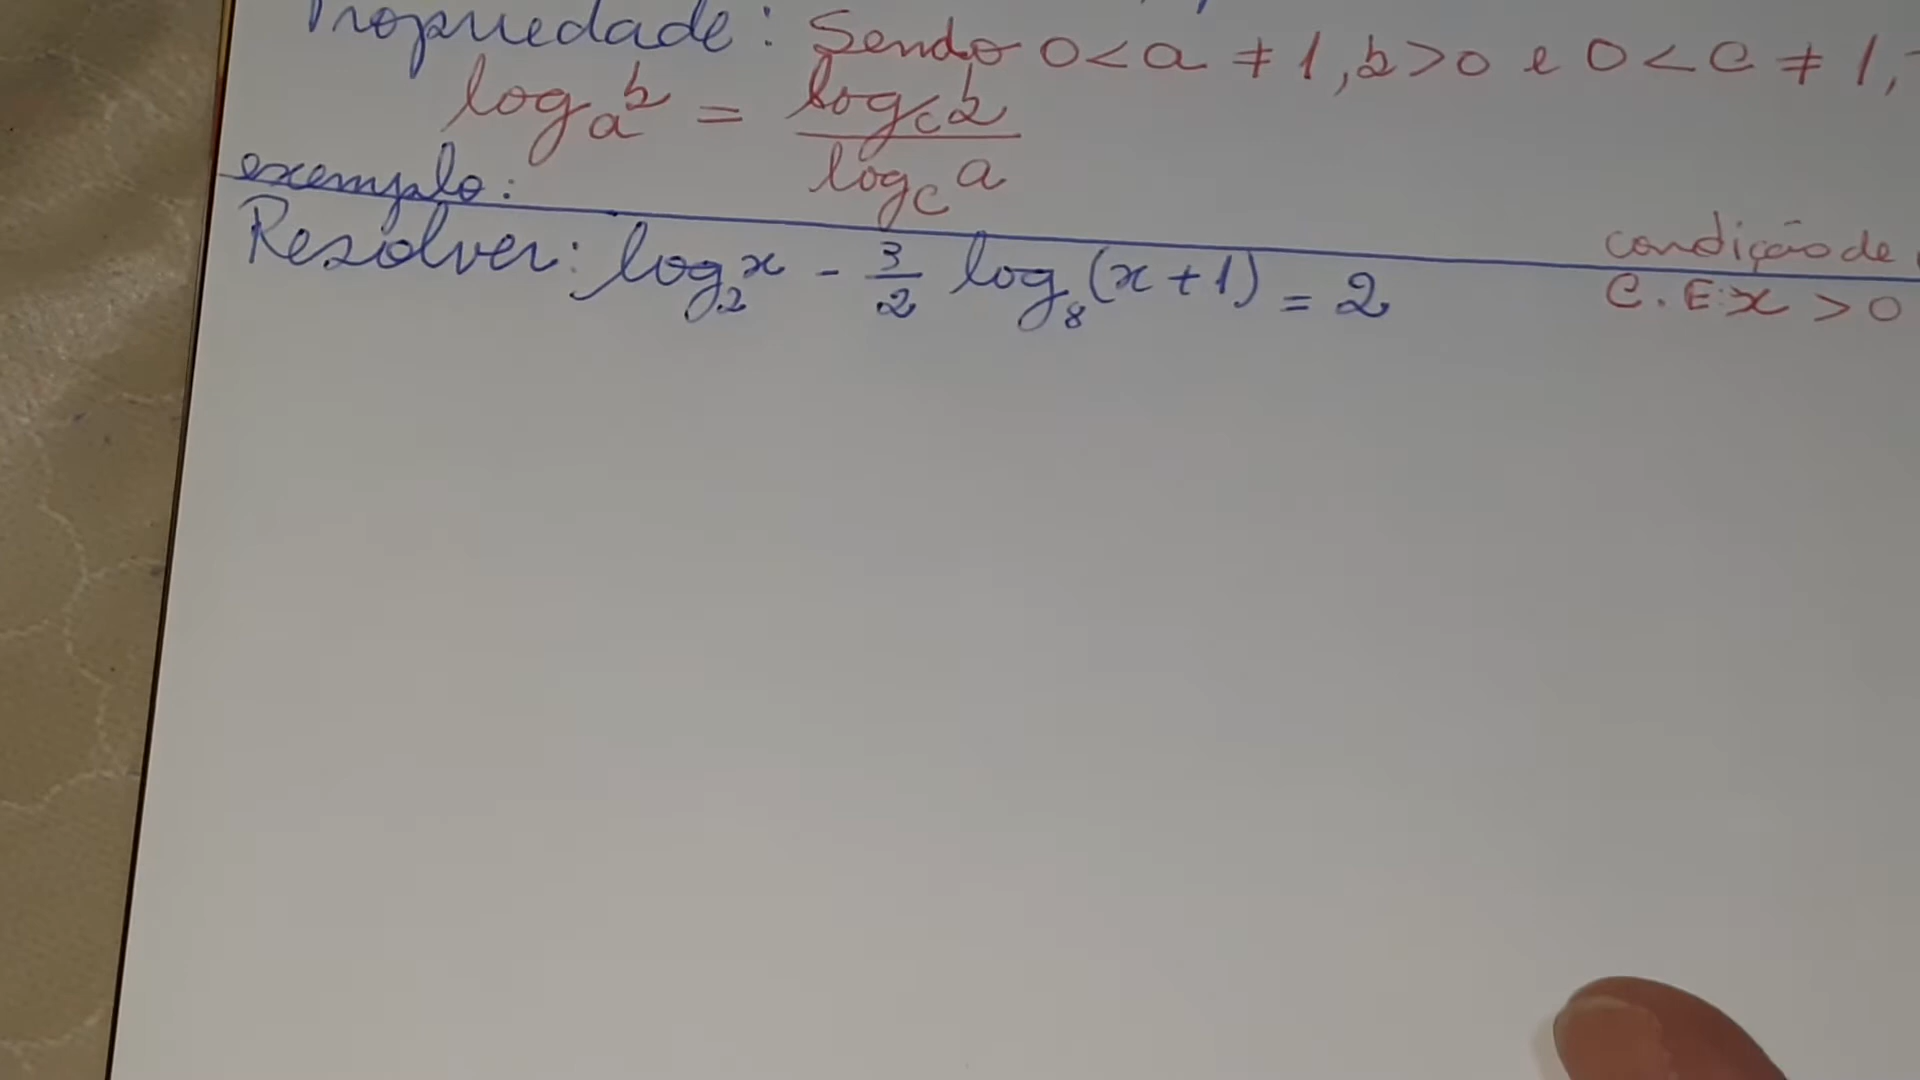 Propriedade: Sendo 0 < a ≠ 1, b > 0 e 0 < c ≠ 1,
log_a b = log_c b / log_c a
exemplo:
Resolver: log_2 x - 3/2 log_8 (x + 1) = 2
condição de
C.E: x > 0